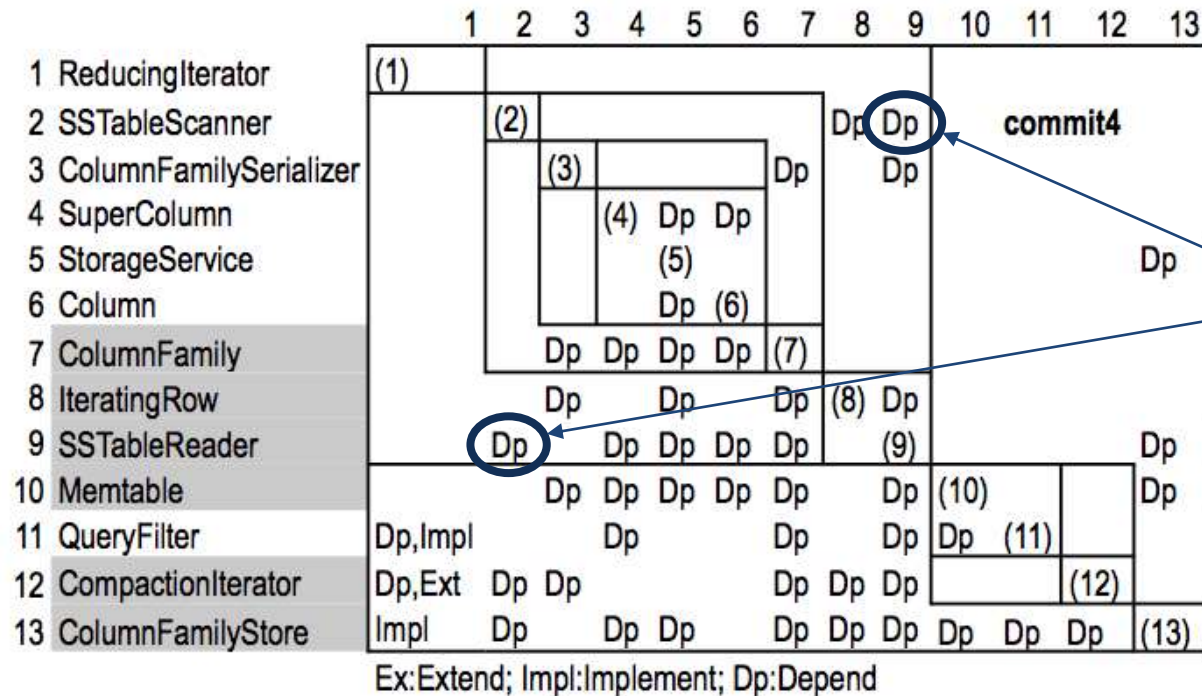 1 2 3 4 5 6 7 8 9 10 11 12 13
1 ReducingIterator (1)
2 SSTableScanner (2) Dp Dp commit4
3 ColumnFamilySerializer (3) Dp Dp
4 SuperColumn (4) Dp Dp
5 StorageService (5) Dp
6 Column Dp (6)
7 ColumnFamily Dp Dp Dp Dp (7)
8 IteratingRow Dp Dp Dp (8) Dp
9 SSTableReader Dp Dp Dp Dp Dp (9) Dp
10 Memtable Dp Dp Dp Dp Dp Dp (10) Dp
11 QueryFilter Dp,Impl Dp Dp Dp Dp (11)
12 CompactionIterator Dp,Ext Dp Dp Dp Dp Dp (12)
13 ColumnFamilyStore Impl Dp Dp Dp Dp Dp Dp Dp Dp Dp (13)
Ex:Extend; Impl:Implement; Dp:Depend